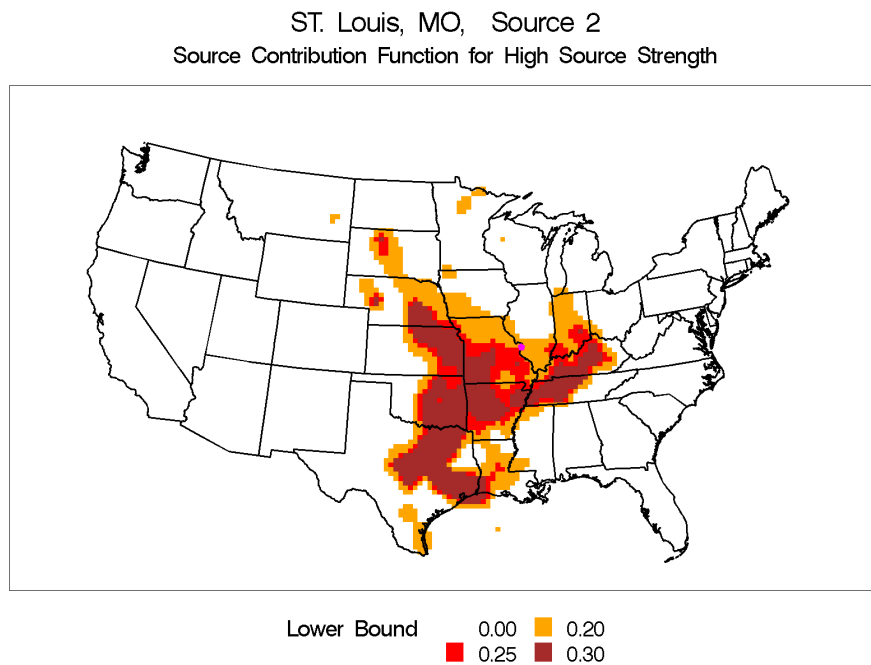 ST. Louis, MO, Source 2
Source Contribution Function for High Source Strength
Lower Bound 0.00 0.20
0.25 0.30